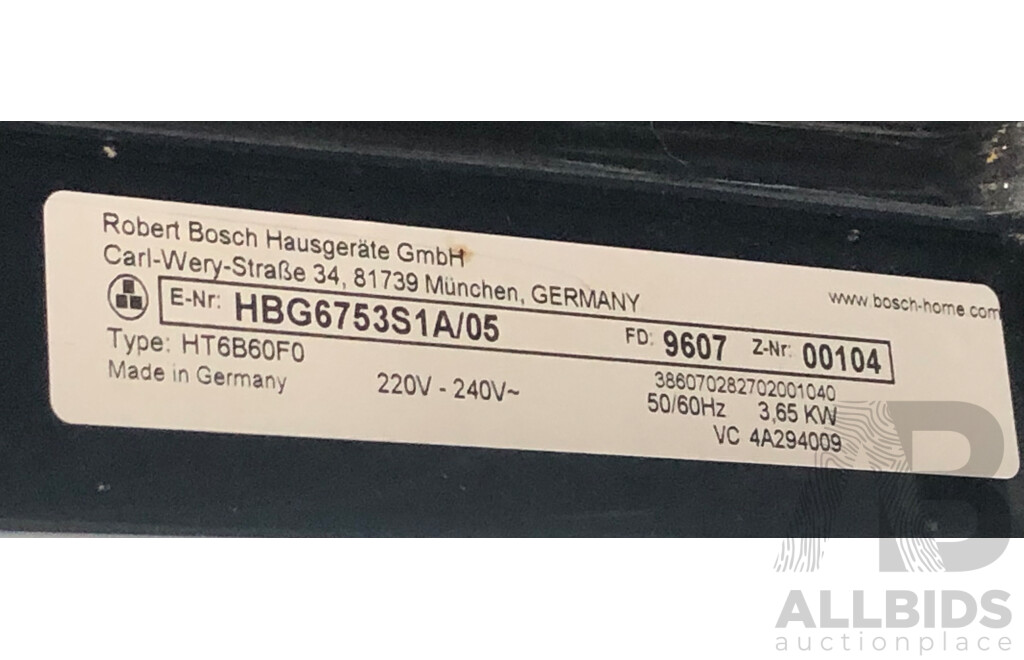 Robert Bosch Hausgeräte GmbH
Carl-Wery-Straße 34, 81739 München, GERMANY
www.bosch-home.com
E-Nr: HBG6753S1A/05 FD: 9607 Z-Nr: 00104
Type: HT6B60F0
386070282702001040
Made in Germany 220V - 240V~ 50/60Hz 3,65 KW
VC 4A294009
AB
ALLBIDS
auctionplace